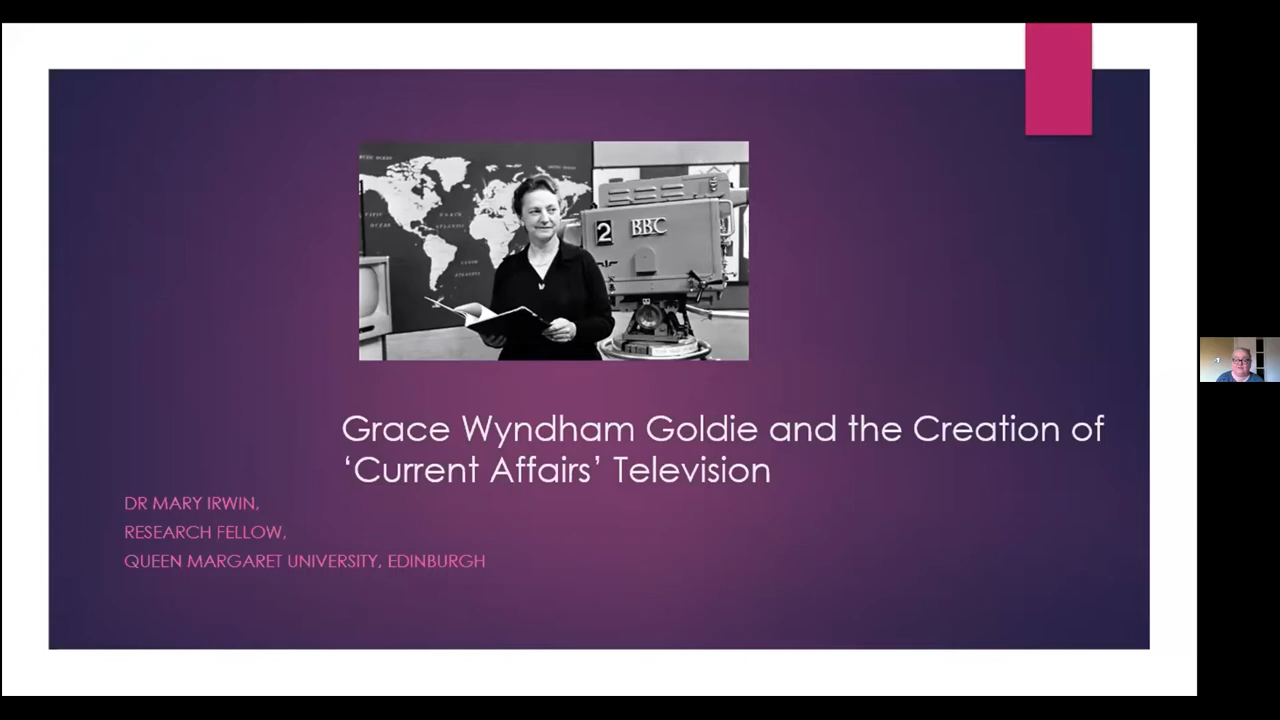 2
BBC
Grace Wyndham Goldie and the Creation of
‘Current Affairs’ Television
DR MARY IRWIN,
RESEARCH FELLOW,
QUEEN MARGARET UNIVERSITY, EDINBURGH